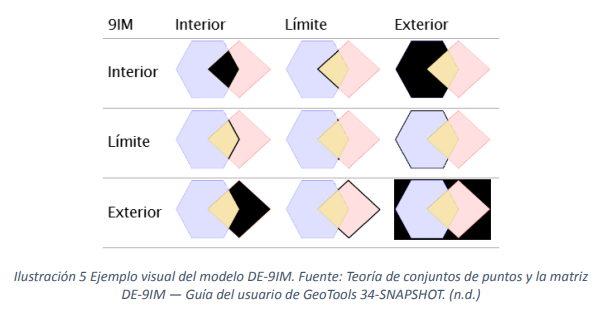 9IM Interior Límite Exterior
Interior
Límite
Exterior
Ilustración 5 Ejemplo visual del modelo DE-9IM. Fuente: Teoría de conjuntos de puntos y la matriz
DE-9IM — Guía del usuario de GeoTools 34-SNAPSHOT. (n.d.)